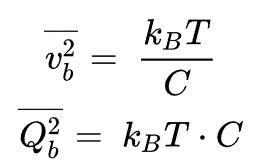 $\overline{v_b^2} = \frac{k_B T}{C}$
$\overline{Q_b^2} = k_B T \cdot C$